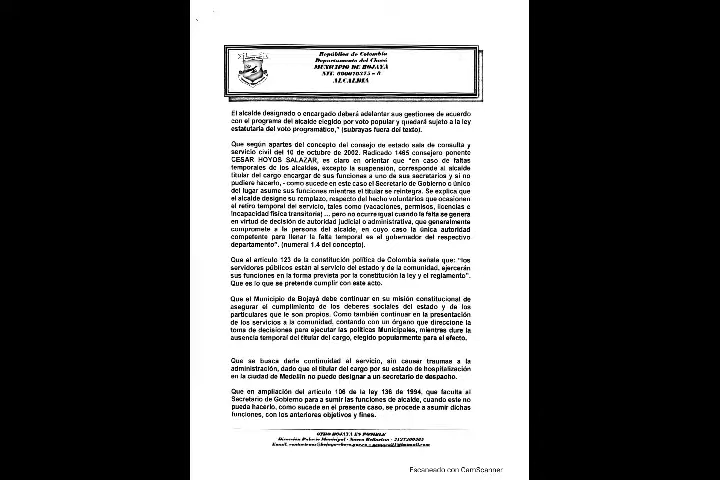 República de Colombia
Departamento del Chocó
MUNICIPIO DE BOJAYÁ
ALCALDIA
El alcalde designado o encargado deberá adelantar sus gestiones de acuerdo
con el programa del alcalde elegido por voto popular y quedará sujeto a la ley
estatutaria del voto programático," (subrayas fuera del texto).
Que según apartes del concepto del consejo de estado sala de consulta y
servicio civil del 10 de octubre de 2002. Radicado 1465 consejero ponente
CESAR HOYOS SALAZAR, es claro en orientar que "en caso de faltas
temporales de los alcaldes, excepto la suspensión, corresponde al alcalde
titular del cargo encargar de sus funciones a uno de sus secretarios y si no
pudiere hacerlo, - como sucede en este caso el Secretario de Gobierno o único
del lugar asume sus funciones mientras el titular se reintegra. Se explica que
el alcalde designe su remplazo, respecto del hecho voluntarios que ocasionen
el retiro temporal del servicio, tales como (vacaciones, permisos, licencias e
incapacidad física transitoria) ... pero no ocurre igual cuando la falta se genera
en virtud de decisión de autoridad judicial o administrativa, que generalmente
compromete a la persona del alcalde, en cuyo caso la única autoridad
competente para llenar la falta temporal es el gobernador del respectivo
departamento". (numeral 1.4 del concepto).
Que el artículo 123 de la constitución política de Colombia señale que: "los
servidores públicos están al servicio del estado y de la comunidad, ejercerán
sus funciones en la forma prevista por la constitución la ley y el reglamento".
Que es lo que se pretende cumplir con este acto.
Que el Municipio de Bojayá debe continuar en su misión constitucional de
asegurar el cumplimiento de los deberes sociales del estado y de los
particulares que le son propios. Como también continuar en la presentación
de los servicios a la comunidad, contando con un órgano que direccione la
toma de decisiones para ejecutar las políticas Municipales, mientras dure la
ausencia temporal del titular del cargo, elegido popularmente para el efecto.
Que se busca darle continuidad al servicio, sin causar traumas a la
administración, dado que el titular del cargo por su estado de hospitalización
en la ciudad de Medellín no puede designar a un secretario de despacho.
Que en ampliación del artículo 106 de la ley 136 de 1994, que faculta al
Secretario de Gobierno para a sumir las funciones de alcalde, cuando este no
pueda hacerlo, como sucede en el presente caso, se procede a asumir dichas
funciones, con los anteriores objetivos y fines.
OTRO BOJAYA ES POSIBLE
Escaneado con CamScanner